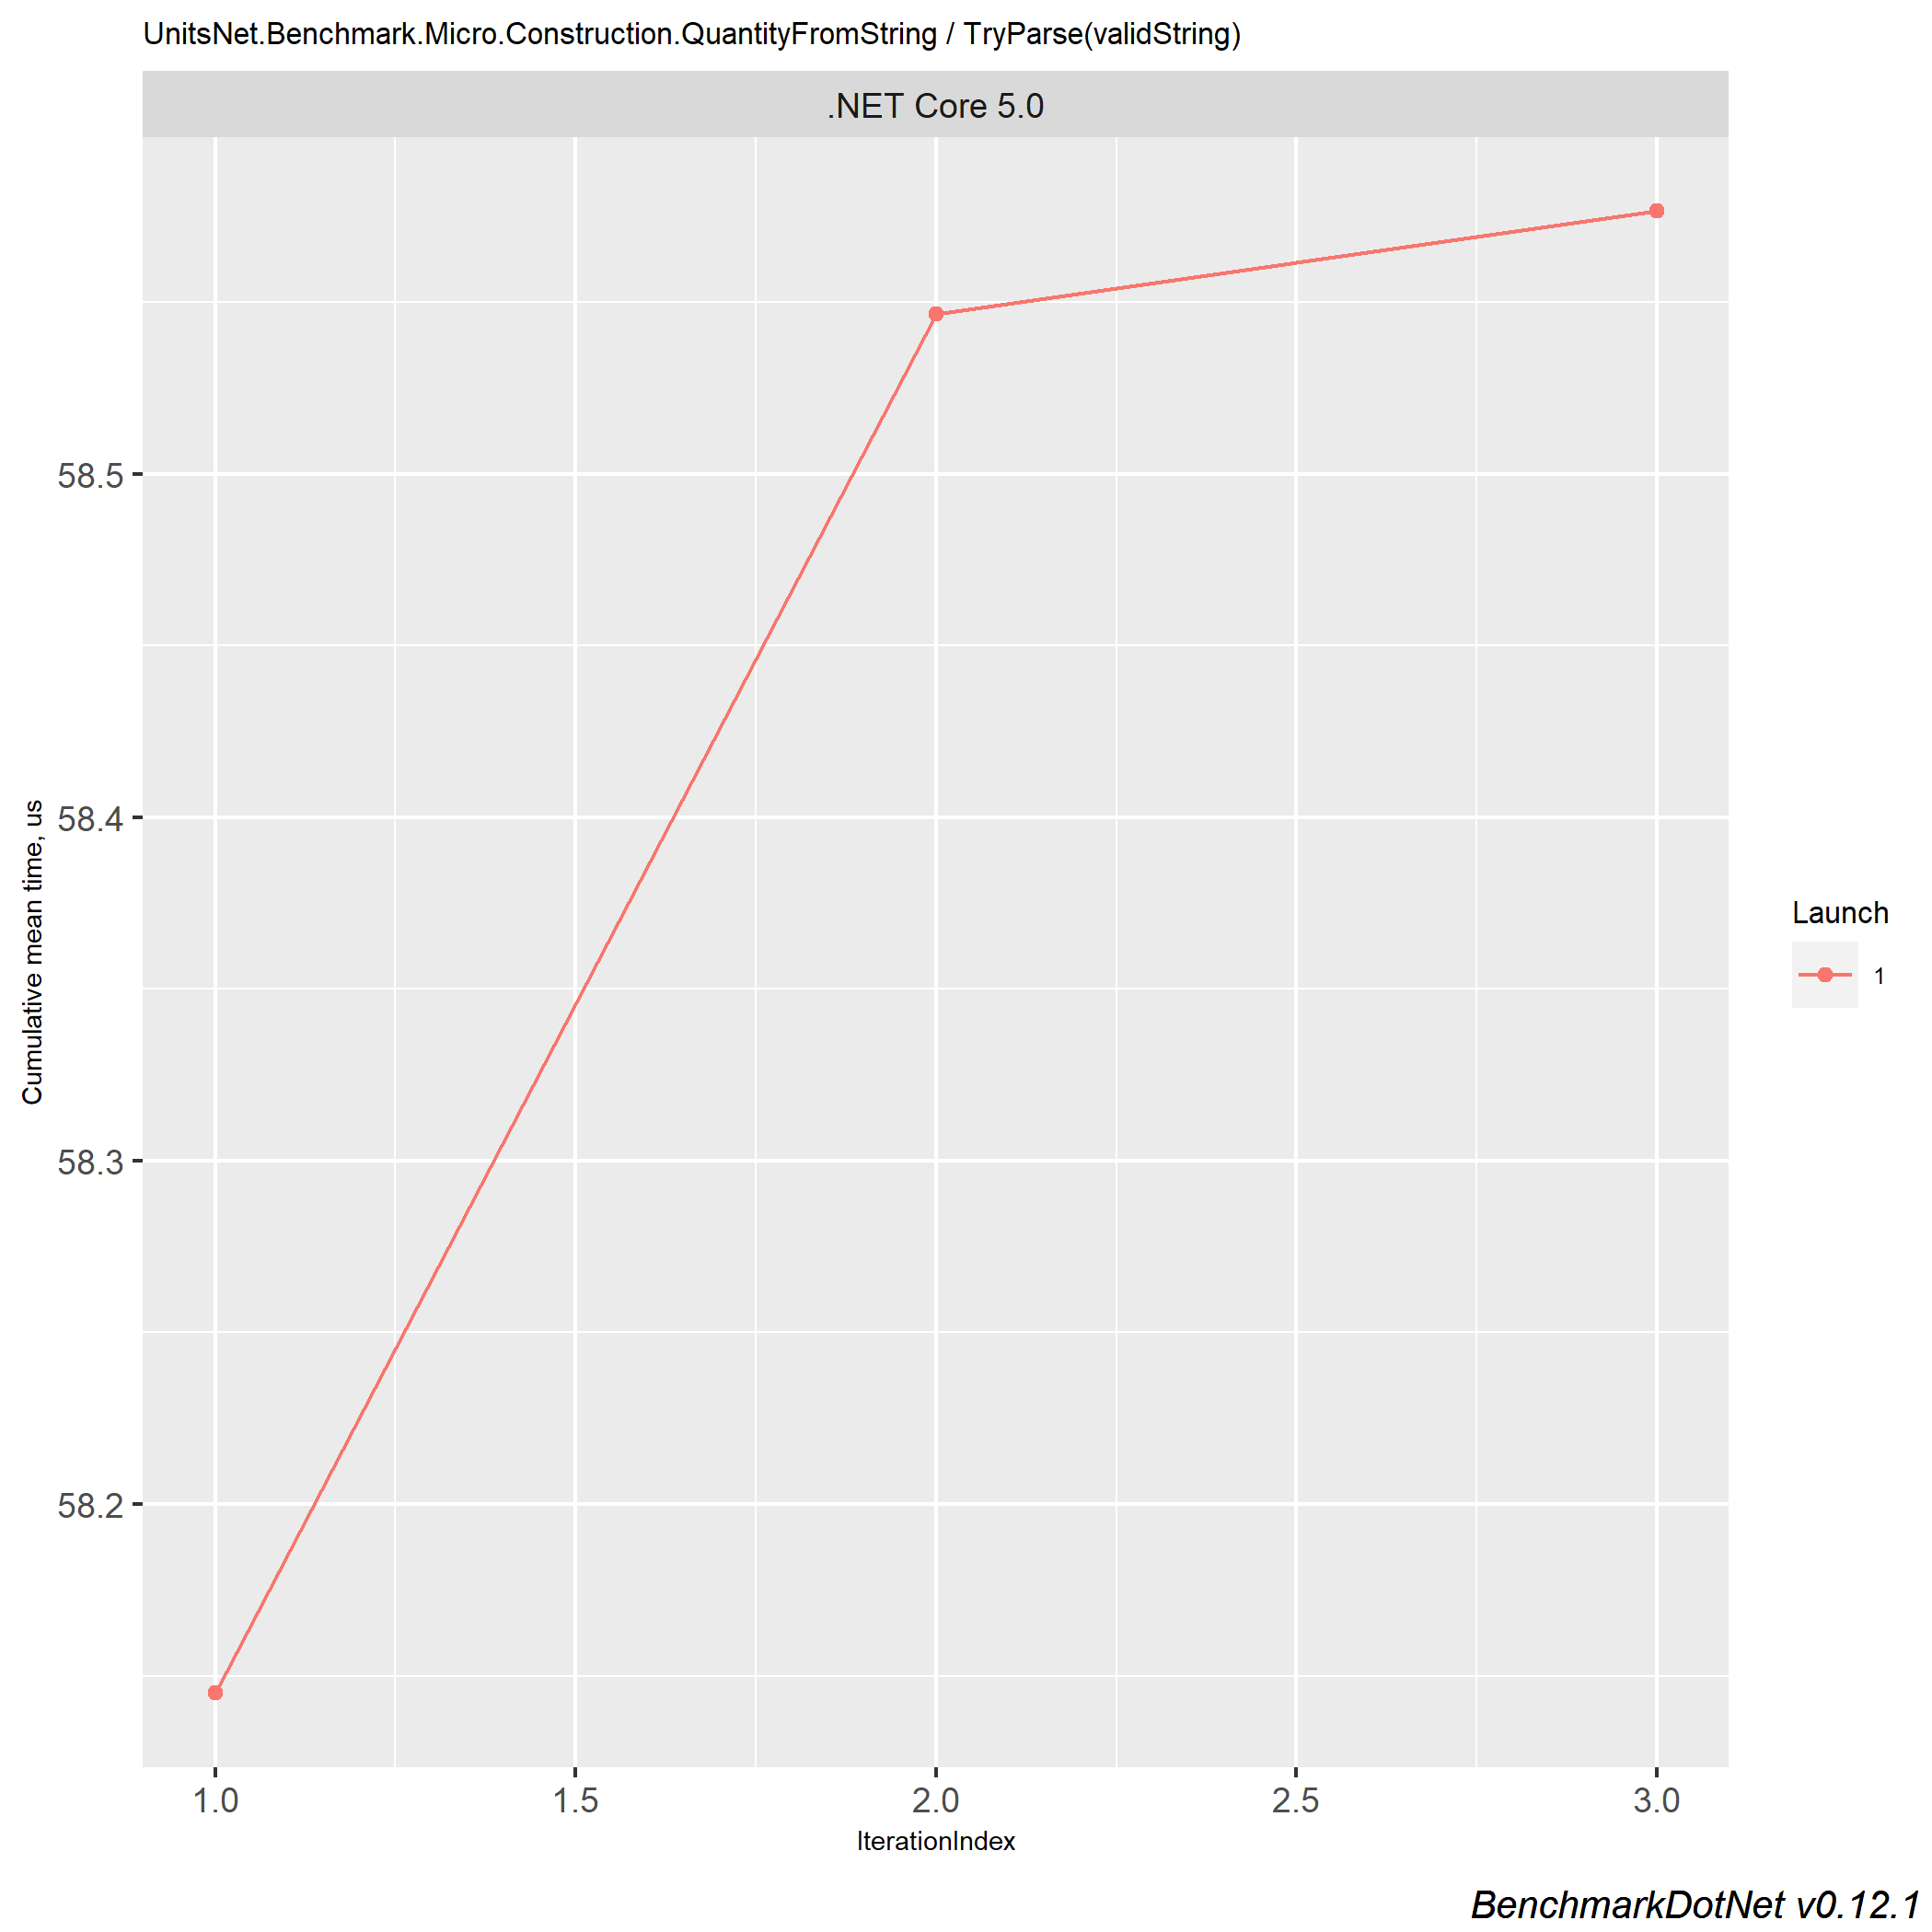 UnitsNet.Benchmark.Micro.Construction.QuantityFromString / TryParse(validString)
.NET Core 5.0
58.5
58.4
58.3
58.2
Cumulative mean time, us
1.0
1.5
2.0
2.5
3.0
IterationIndex
Launch
1
BenchmarkDotNet v0.12.1